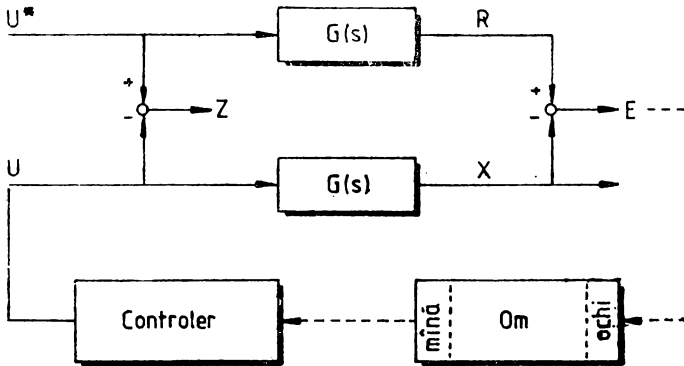 U* G(s) R
+ +
- Z - E
U G(s) X
Controler mînă Om ochi